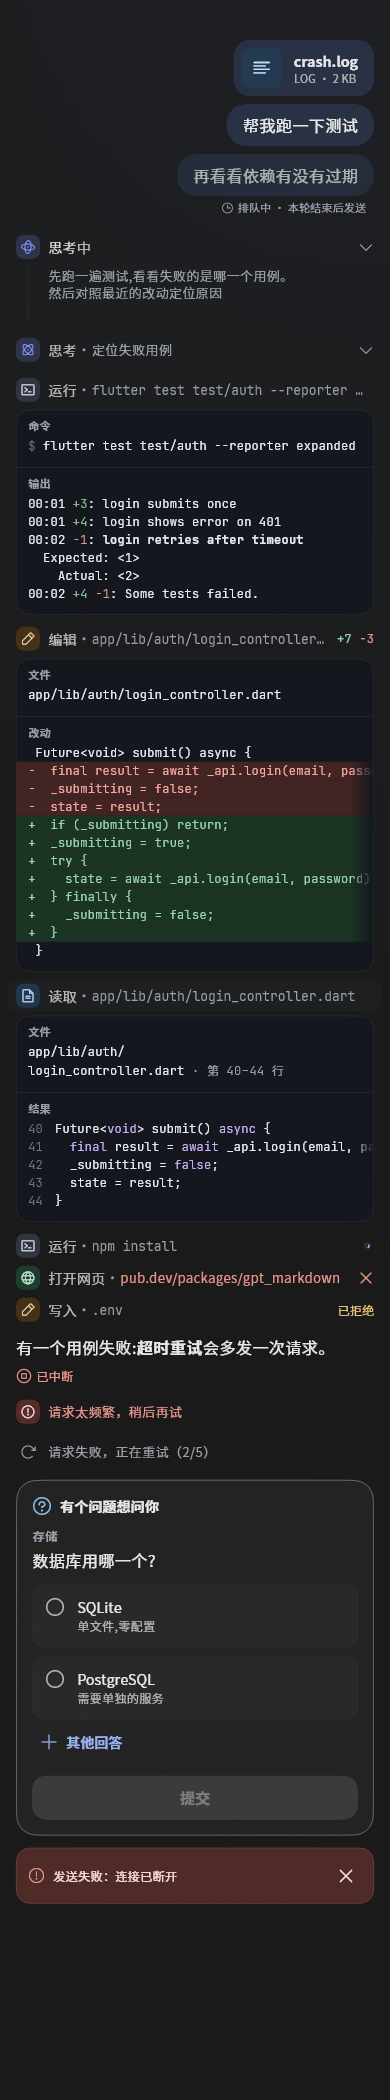 crash.log
LOG · 2 KB
帮我跑一下测试
再看看依赖有没有过期
排队中 · 本轮结束后发送
思考中
先跑一遍测试,看看失败的是哪一个用例。
然后对照最近的改动定位原因
思考 · 定位失败用例
运行 · flutter test test/auth --reporter …
命令
$ flutter test test/auth --reporter expanded
输出
00:01 +3: login submits once
00:01 +4: login shows error on 401
00:02 -1: login retries after timeout
Expected: <1>
Actual: <2>
00:02 +4 -1: Some tests failed.
编辑 · app/lib/auth/login_controller… +7 -3
文件
app/lib/auth/login_controller.dart
改动
Future<void> submit() async {
- final result = await _api.login(email, pass
- _submitting = false;
- state = result;
+ if (_submitting) return;
+ _submitting = true;
+ try {
+ state = await _api.login(email, password)
+ } finally {
+ _submitting = false;
+ }
}
读取 · app/lib/auth/login_controller.dart
文件
app/lib/auth/
login_controller.dart · 第 40–44 行
结果
40 Future<void> submit() async {
41 final result = await _api.login(email, pa
42 _submitting = false;
43 state = result;
44 }
运行 · npm install
打开网页 · pub.dev/packages/gpt_markdown
写入 · .env 已拒绝
有一个用例失败:超时重试会多发一次请求。
已中断
请求太频繁，稍后再试
请求失败，正在重试（2/5）
有个问题想问你
存储
数据库用哪一个?
SQLite
单文件,零配置
PostgreSQL
需要单独的服务
其他回答
提交
发送失败：连接已断开